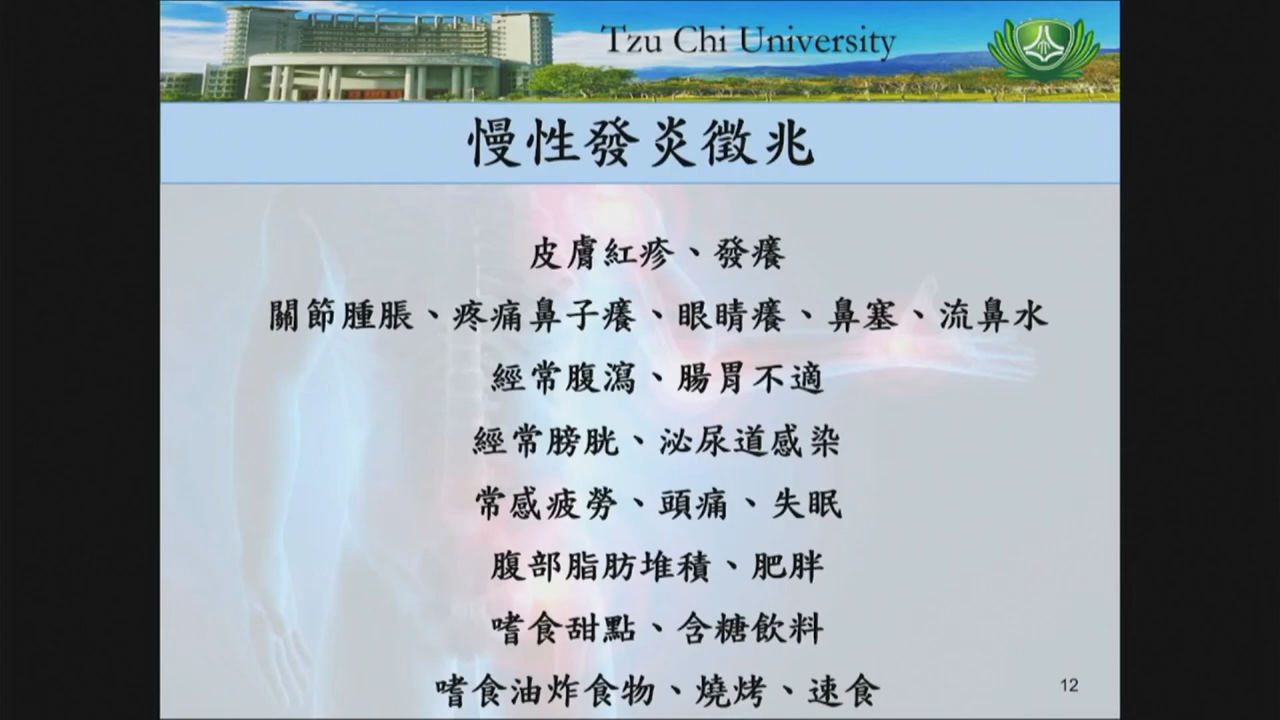 Tzu Chi University
慢性發炎徵兆
皮膚紅疹、發癢
關節腫脹、疼痛鼻子癢、眼睛癢、鼻塞、流鼻水
經常腹瀉、腸胃不適
經常膀胱、泌尿道感染
常感疲勞、頭痛、失眠
腹部脂肪堆積、肥胖
嗜食甜點、含糖飲料
嗜食油炸食物、燒烤、速食
12